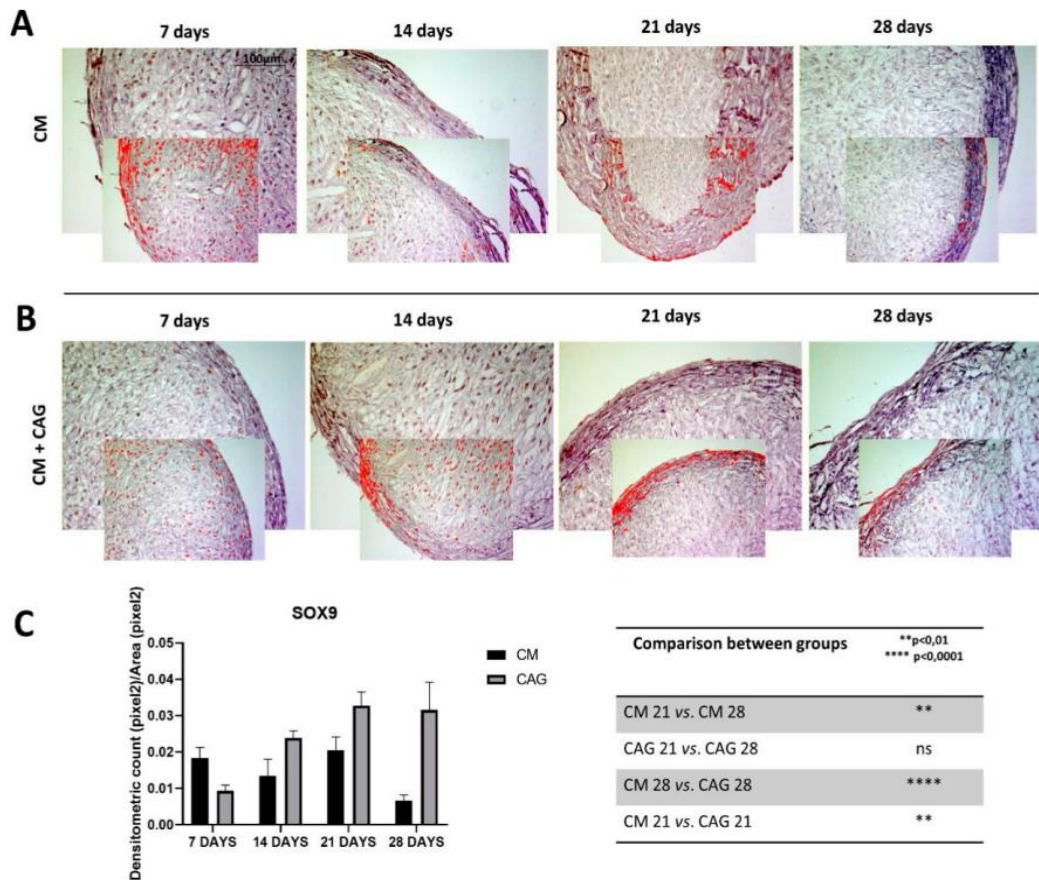 A
7 days
14 days
21 days
28 days
CM
100µm
B
7 days
14 days
21 days
28 days
CM + CAG
C
SOX9
Densitometric count (pixel2)/Area (pixel2)
0.05
0.04
0.03
0.02
0.01
0.00
7 DAYS
14 DAYS
21 DAYS
28 DAYS
CM
CAG
Comparison between groups
**p<0,01
**** p<0,0001
CM 21 vs. CM 28 **
CAG 21 vs. CAG 28 ns
CM 28 vs. CAG 28 ****
CM 21 vs. CAG 21 **